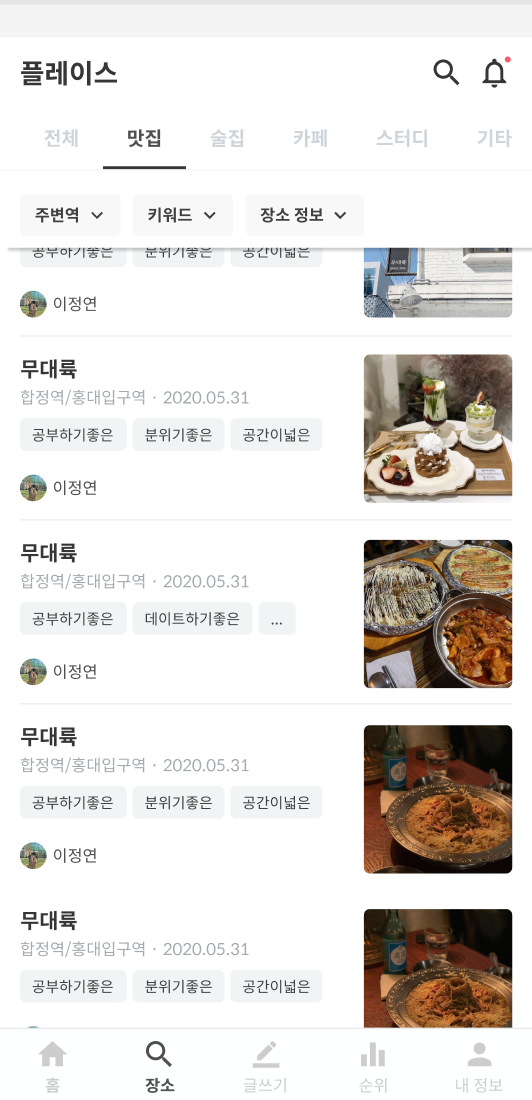 플레이스
전체 맛집 술집 카페 스터디 기타
주변역 키워드 장소 정보
공부하기좋은 분위기좋은 공간이넓은
이정연
무대륙
합정역/홍대입구역 · 2020.05.31
공부하기좋은 분위기좋은 공간이넓은
이정연
무대륙
합정역/홍대입구역 · 2020.05.31
공부하기좋은 데이트하기좋은 ...
이정연
무대륙
합정역/홍대입구역 · 2020.05.31
공부하기좋은 분위기좋은 공간이넓은
이정연
무대륙
합정역/홍대입구역 · 2020.05.31
공부하기좋은 분위기좋은 공간이넓은
홈 장소 글쓰기 순위 내 정보